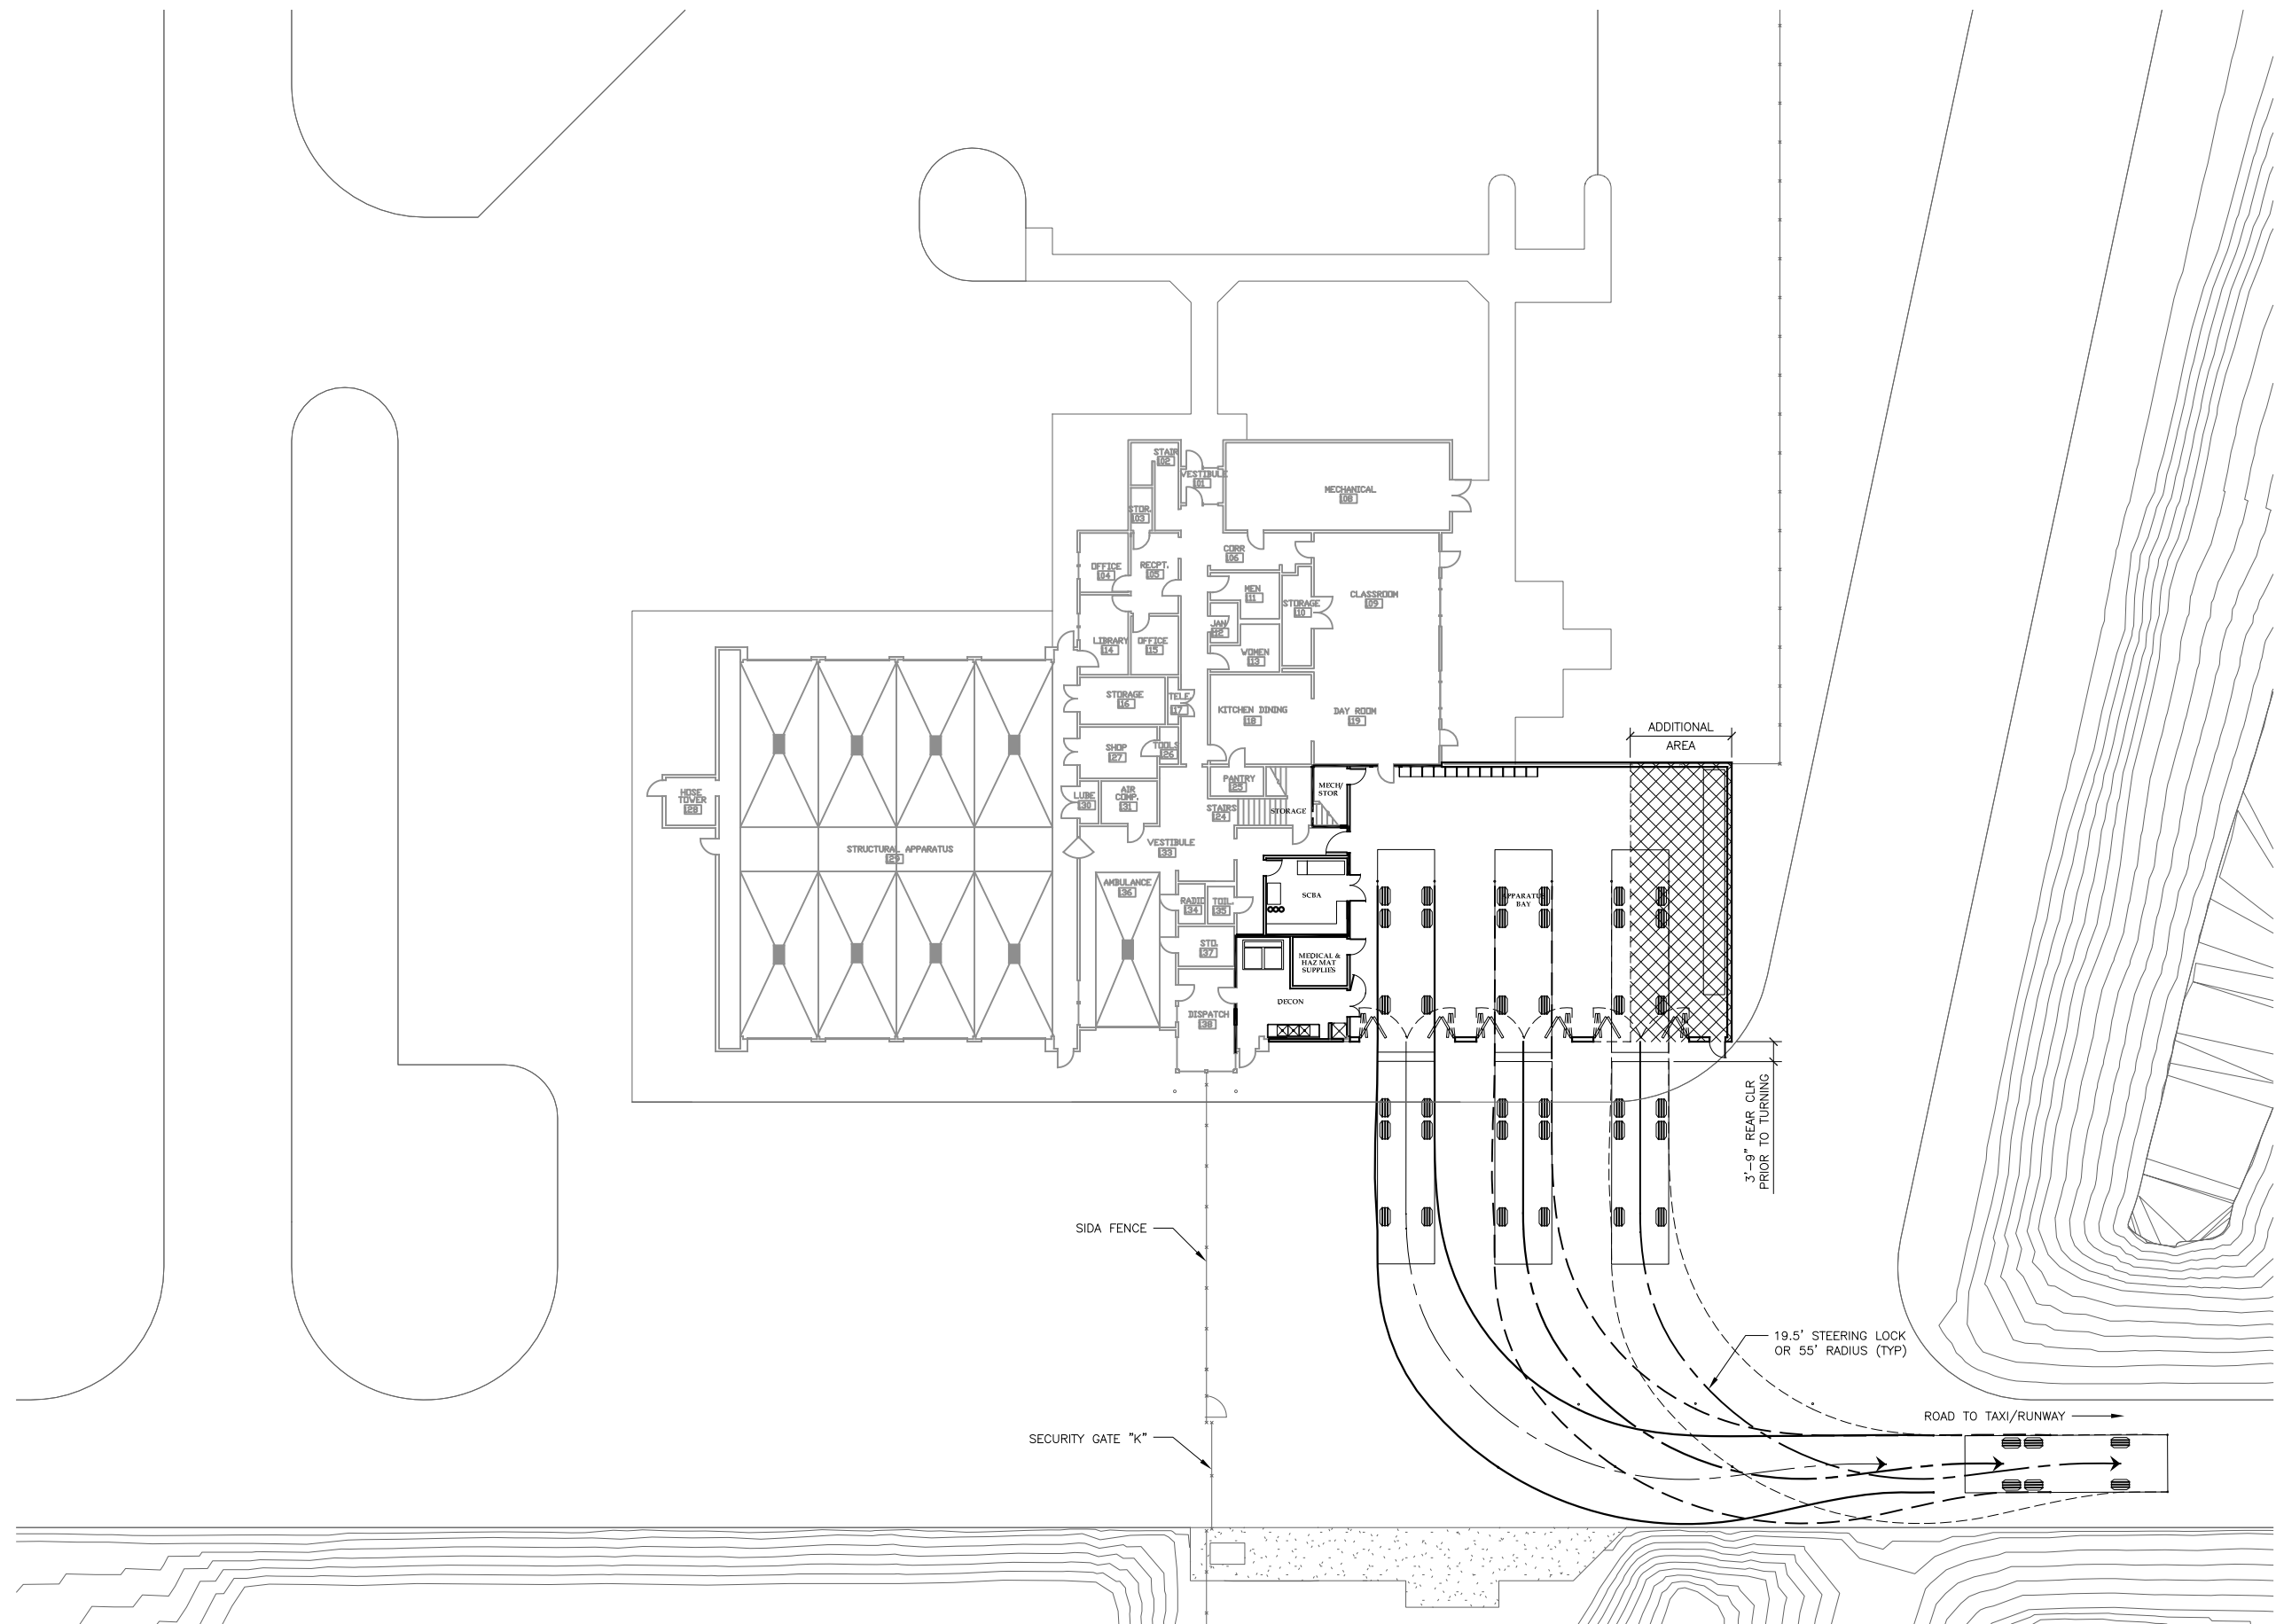 STAIR
102
VESTIBULE
101
MECHANICAL
108
STOR.
103
CORR
106
OFFICE
104
RECPT.
105
MEN
111
STORAGE
110
CLASSROOM
109
JAN
112
LIBRARY
114
OFFICE
115
WOMEN
113
STORAGE
116
TELE.
117
KITCHEN DINING
118
DAY ROOM
119
ADDITIONAL
AREA
SHOP
127
TOOLS
126
PANTRY
125
MECH/
STOR
HOSE
TOWER
128
LUBE
130
AIR
COMP.
131
STAIRS
124
STORAGE
STRUCTURAL APPARATUS
129
VESTIBULE
133
AMBULANCE
136
RADIO
134
TOIL.
135
SCBA
APPARATUS
BAY
STO.
137
MEDICAL &
HAZ MAT
SUPPLIES
DECON
DISPATCH
138
3'-9" REAR CLR
PRIOR TO TURNING
SIDA FENCE
19.5' STEERING LOCK
OR 55' RADIUS (TYP)
ROAD TO TAXI/RUNWAY
SECURITY GATE "K"